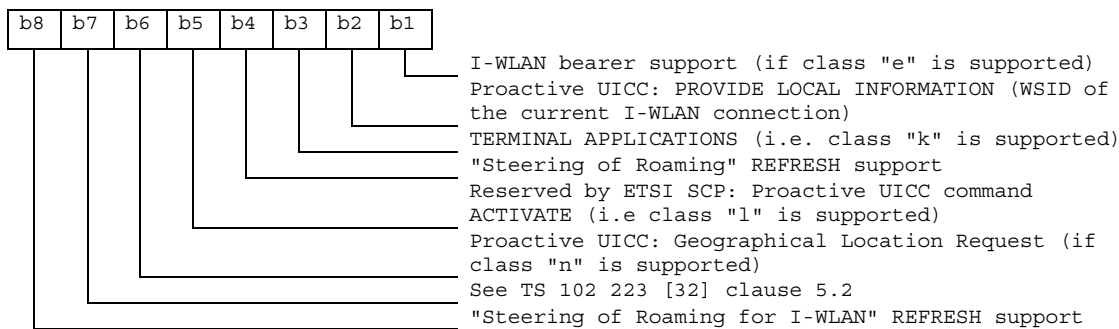 b8 b7 b6 b5 b4 b3 b2 b1
I-WLAN bearer support (if class "e" is supported)
Proactive UICC: PROVIDE LOCAL INFORMATION (WSID of
the current I-WLAN connection)
TERMINAL APPLICATIONS (i.e. class "k" is supported)
"Steering of Roaming" REFRESH support
Reserved by ETSI SCP: Proactive UICC command
ACTIVATE (i.e class "l" is supported)
Proactive UICC: Geographical Location Request (if
class "n" is supported)
See TS 102 223 [32] clause 5.2
"Steering of Roaming for I-WLAN" REFRESH support